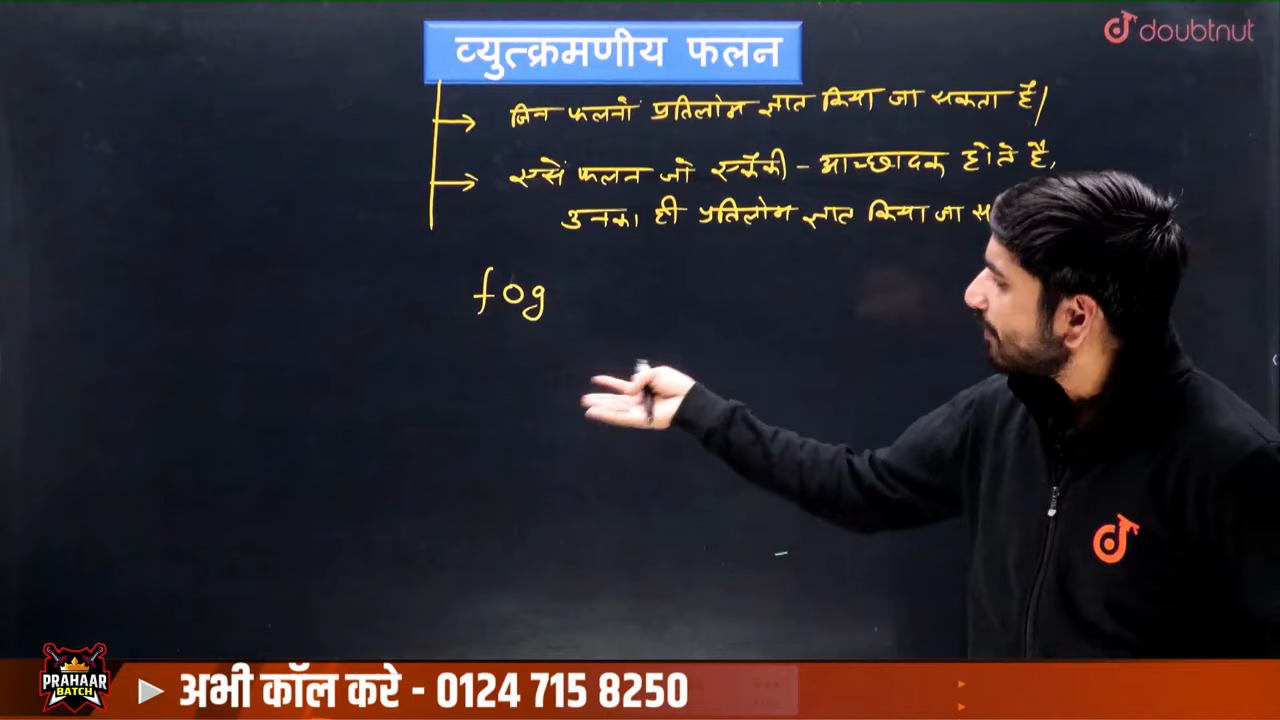 व्युत्क्रमणीय फलन
doubtnut
जिन फलनों प्रतिलोम ज्ञात किया जा सकता है|
एसे फलन जो एकैकी - आच्छादक होते है,
उनका ही प्रतिलोम ज्ञात किया जा स
fog
PRAHAAR
BATCH
अभी कॉल करे - 0124 715 8250